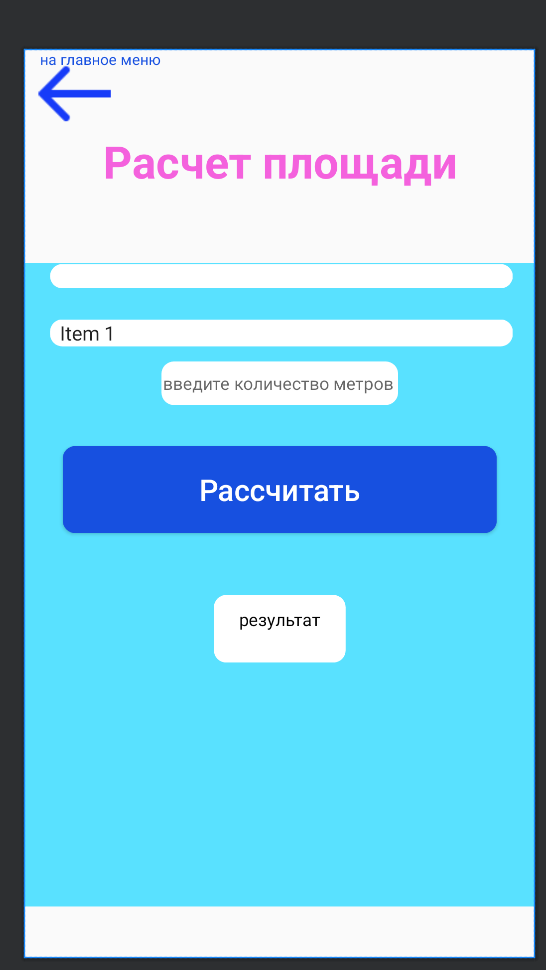 на главное меню
Расчет площади
Item 1
введите количество метров
Рассчитать
результат